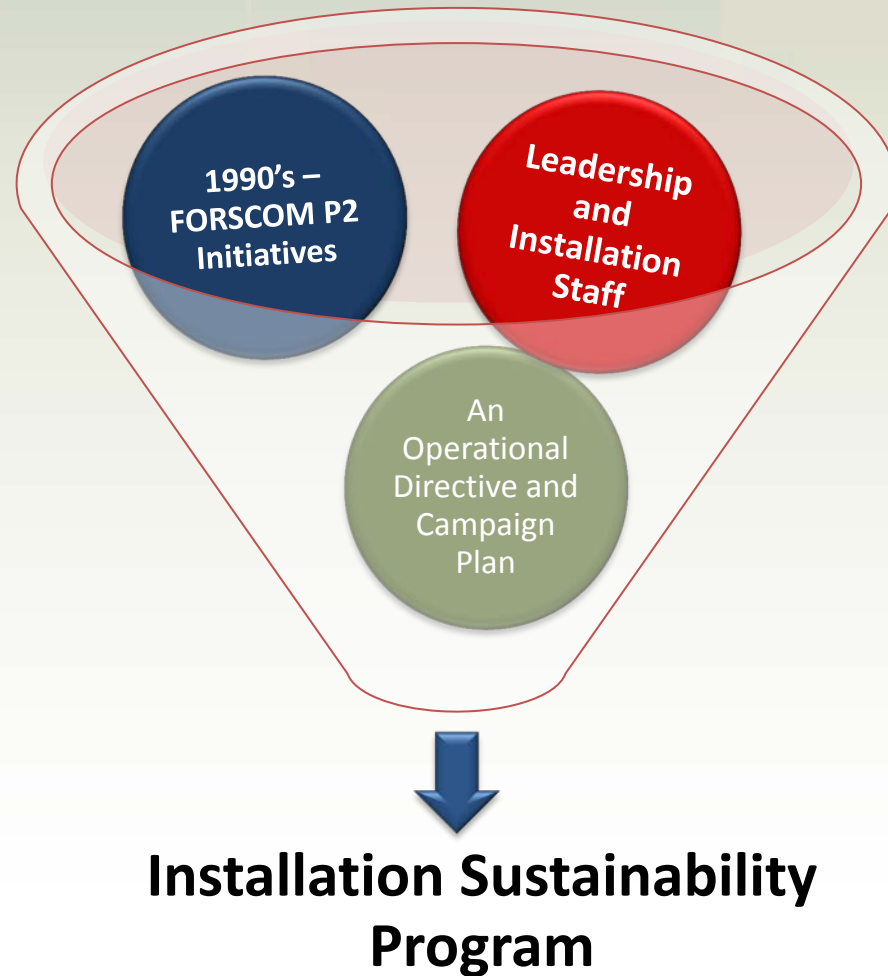 1990’s –
FORSCOM P2
Initiatives
Leadership
and
Installation
Staff
An
Operational
Directive and
Campaign
Plan
Installation Sustainability
Program